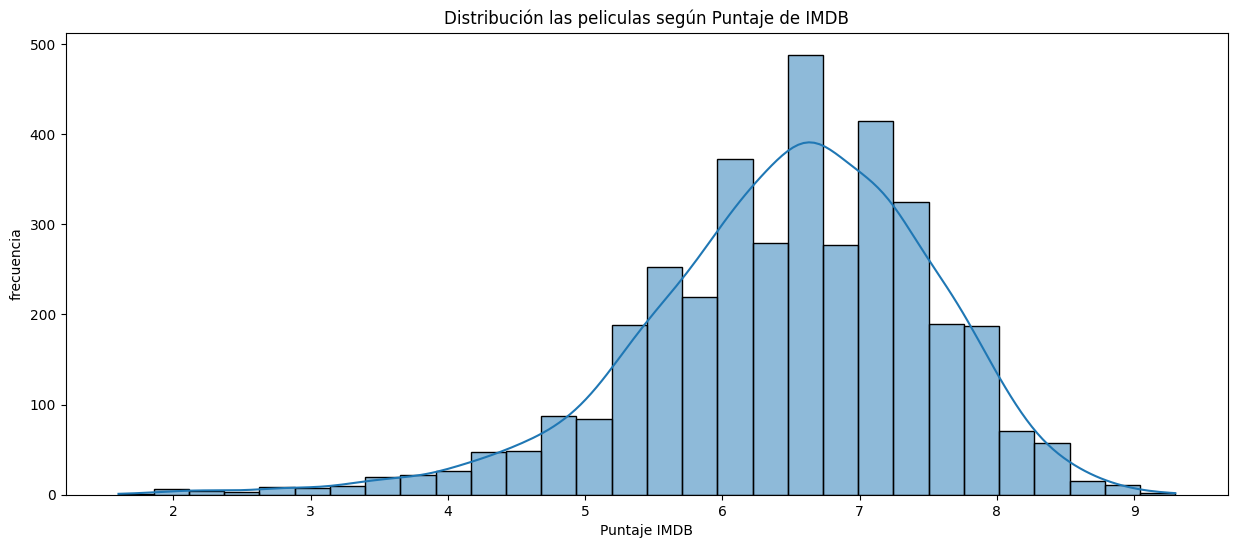 Distribución las peliculas según Puntaje de IMDB
500
400
300
200
100
0
frecuencia
2 3 4 5 6 7 8 9
Puntaje IMDB